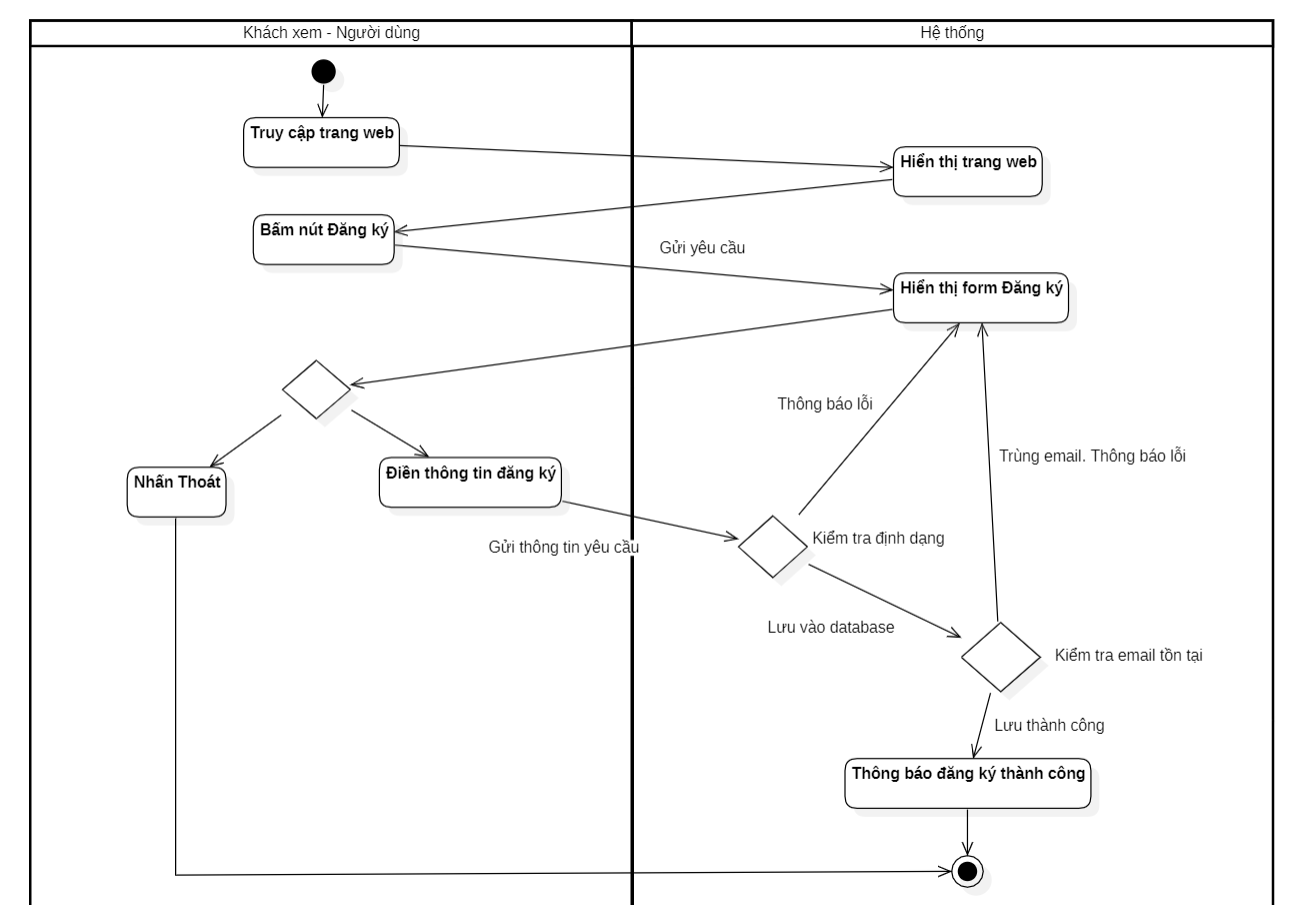 Khách xem - Người dùng
Hệ thống
Truy cập trang web
Hiển thị trang web
Bấm nút Đăng ký
Gửi yêu cầu
Hiển thị form Đăng ký
Thông báo lỗi
Trùng email. Thông báo lỗi
Nhấn Thoát
Điền thông tin đăng ký
Gửi thông tin yêu cầu
Kiểm tra định dạng
Lưu vào database
Kiểm tra email tồn tại
Lưu thành công
Thông báo đăng ký thành công